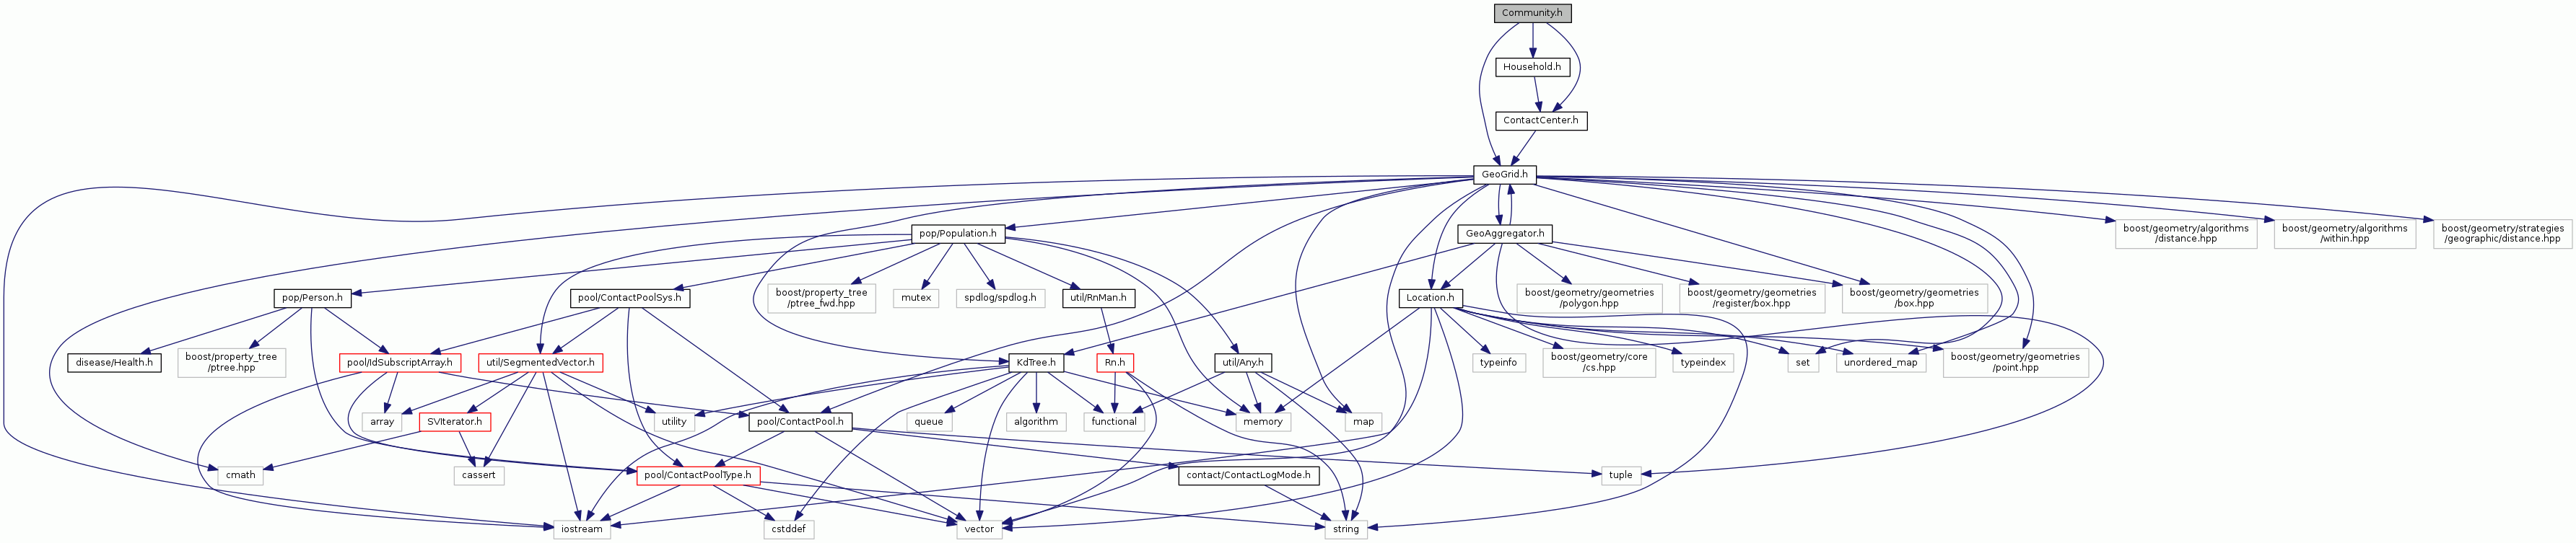 Community.h
Household.h
ContactCenter.h
GeoGrid.h
pop/Population.h
GeoAggregator.h
boost/geometry/algorithms
/distance.hpp
boost/geometry/algorithms
/within.hpp
boost/geometry/strategies
/geographic/distance.hpp
pop/Person.h
pool/ContactPoolSys.h
boost/property_tree
/ptree_fwd.hpp
mutex
spdlog/spdlog.h
util/RnMan.h
Location.h
boost/geometry/geometries
/polygon.hpp
boost/geometry/geometries
/register/box.hpp
boost/geometry/geometries
/box.hpp
disease/Health.h
boost/property_tree
/ptree.hpp
pool/IdSubscriptArray.h
util/SegmentedVector.h
KdTree.h
Rn.h
util/Any.h
typeinfo
boost/geometry/core
/cs.hpp
typeindex
set
unordered_map
boost/geometry/geometries
/point.hpp
array
SVIterator.h
utility
pool/ContactPool.h
queue
algorithm
functional
memory
map
cmath
cassert
pool/ContactPoolType.h
contact/ContactLogMode.h
tuple
iostream
cstddef
vector
string